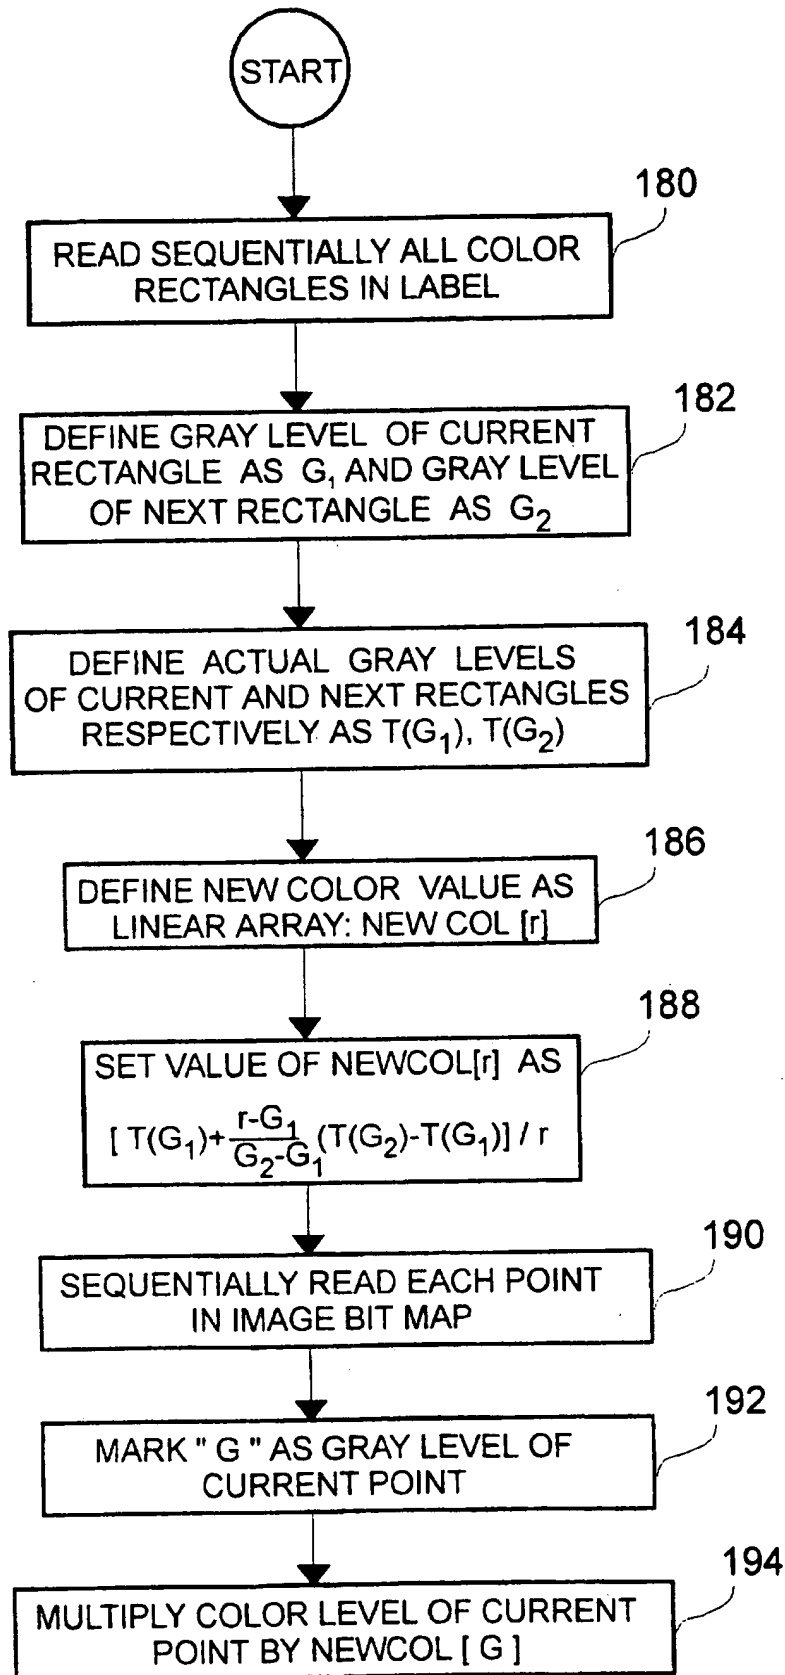 START
180
READ SEQUENTIALLY ALL COLOR
RECTANGLES IN LABEL
182
DEFINE GRAY LEVEL OF CURRENT
RECTANGLE AS G₁ AND GRAY LEVEL
OF NEXT RECTANGLE AS G₂
184
DEFINE ACTUAL GRAY LEVELS
OF CURRENT AND NEXT RECTANGLES
RESPECTIVELY AS T(G₁), T(G₂)
186
DEFINE NEW COLOR VALUE AS
LINEAR ARRAY: NEW COL [r]
188
SET VALUE OF NEWCOL[r] AS
[ T(G₁)+ r-G₁ / G₂-G₁ (T(G₂)-T(G₁)] / r
190
SEQUENTIALLY READ EACH POINT
IN IMAGE BIT MAP
192
MARK " G " AS GRAY LEVEL OF
CURRENT POINT
194
MULTIPLY COLOR LEVEL OF CURRENT
POINT BY NEWCOL [ G ]